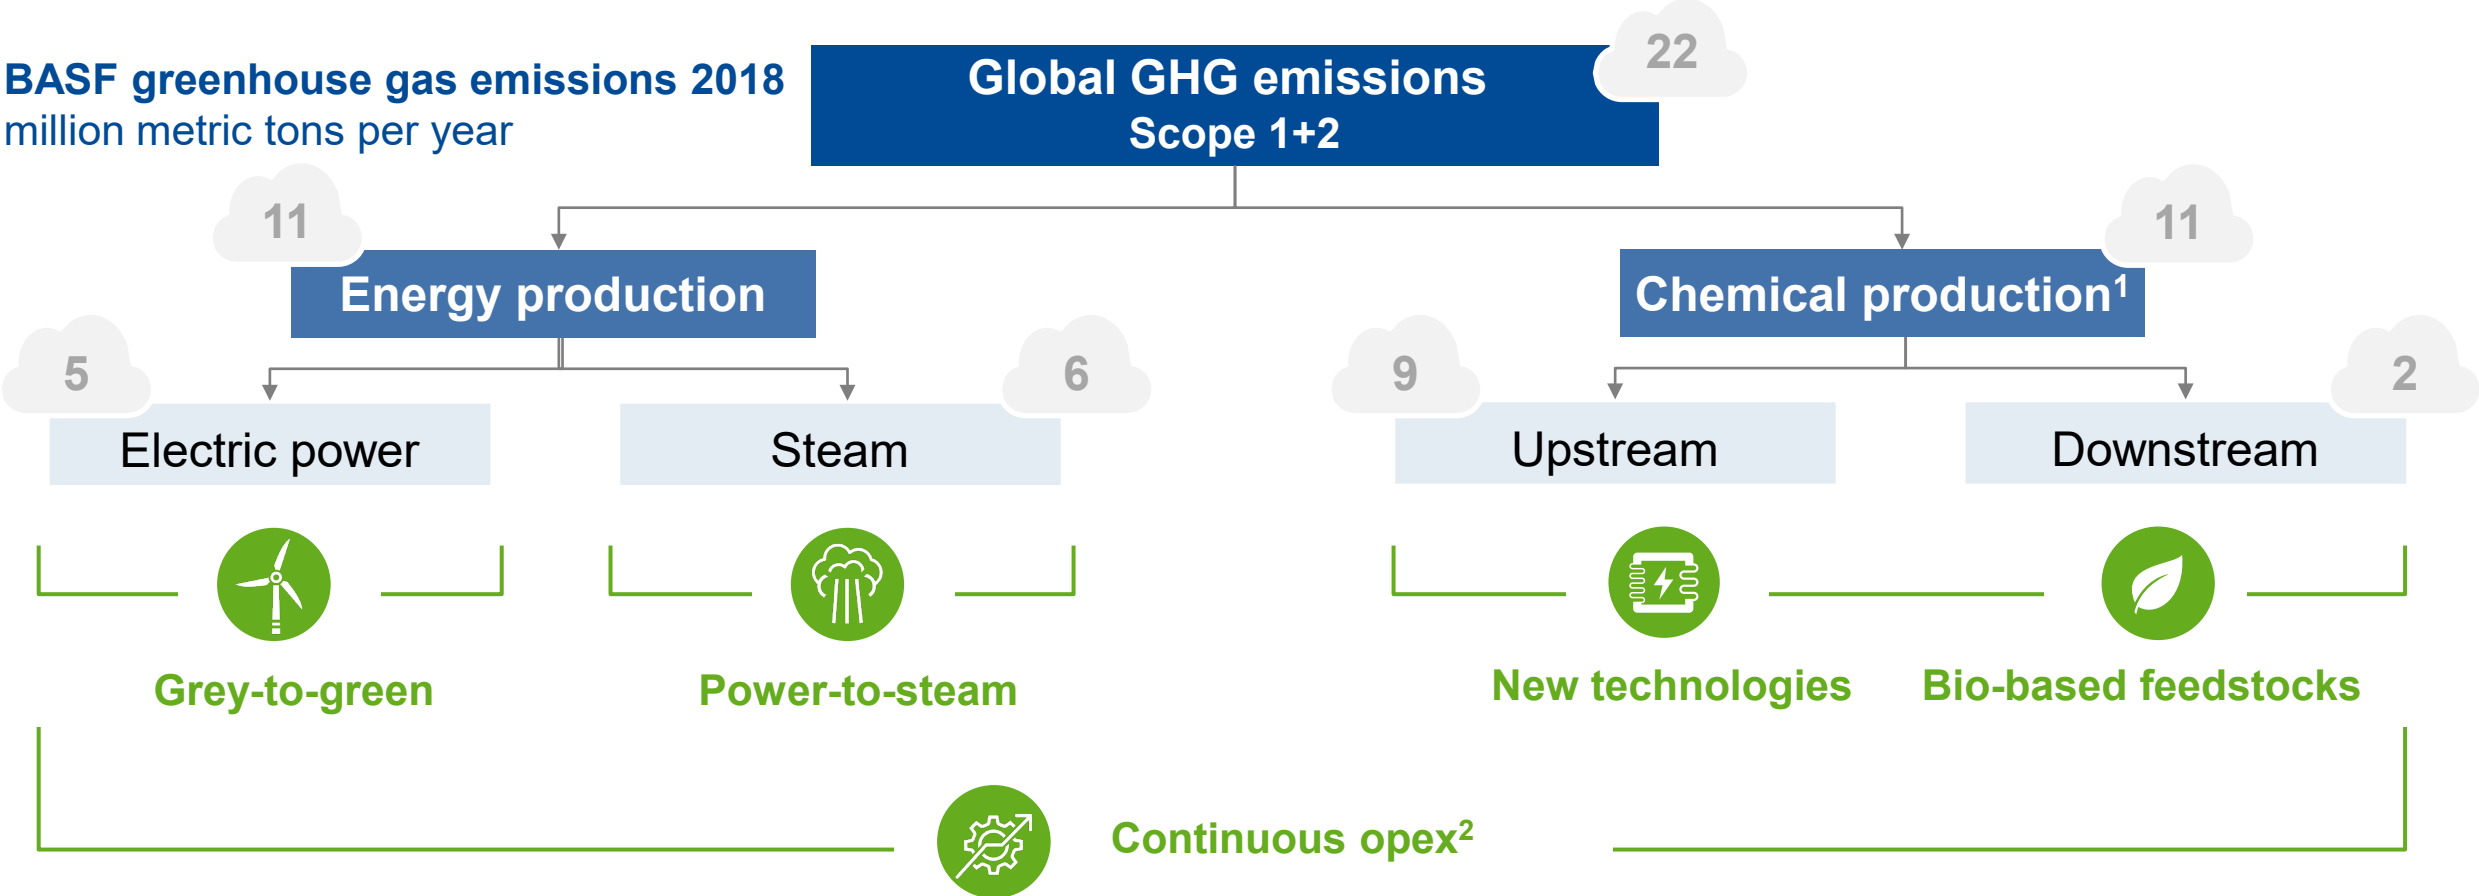 BASF greenhouse gas emissions 2018
million metric tons per year
Global GHG emissions
Scope 1+2
22
11
Energy production
11
Chemical production¹
5
Electric power
6
Steam
9
Upstream
2
Downstream
Grey-to-green
Power-to-steam
New technologies
Bio-based feedstocks
Continuous opex²